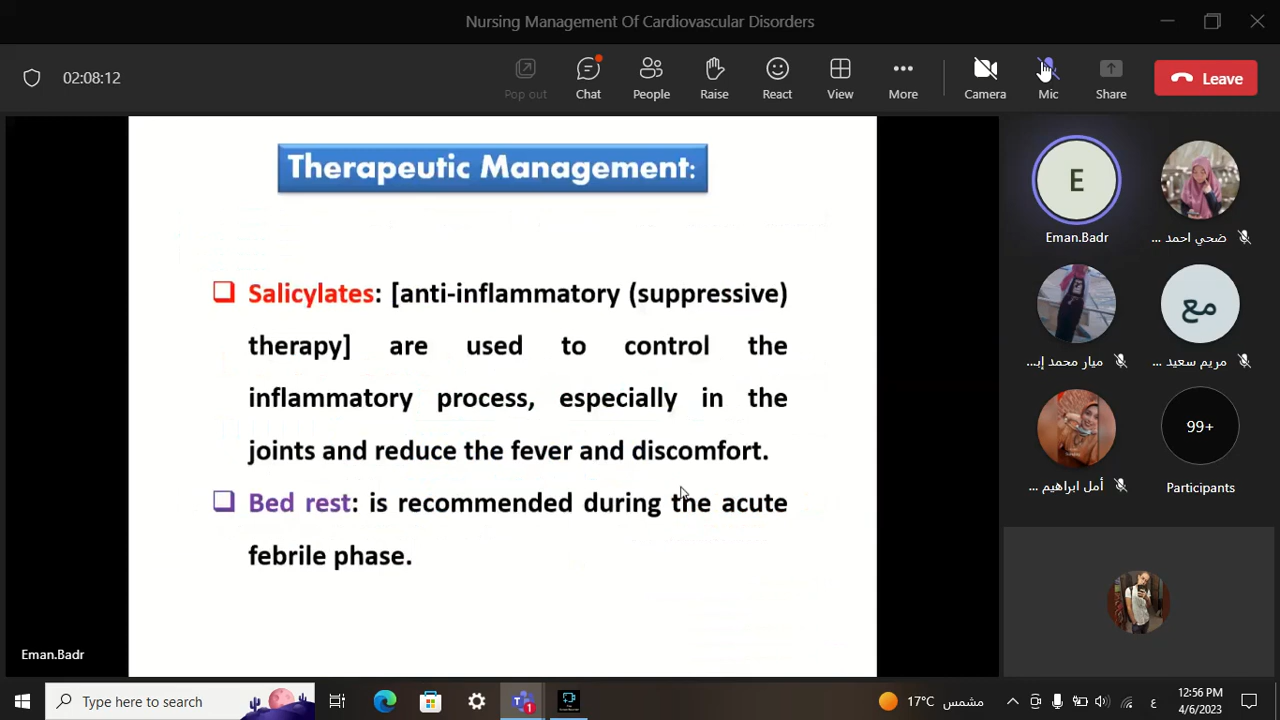 Nursing Management Of Cardiovascular Disorders
02:08:12
Pop out
Chat
People
Raise
React
View
More
Camera
Mic
Share
Leave
Therapeutic Management:
Salicylates: [anti-inflammatory (suppressive)
therapy] are used to control the
inflammatory process, especially in the
joints and reduce the fever and discomfort.
Bed rest: is recommended during the acute
febrile phase.
Eman.Badr
E
Eman.Badr
ضحي احمد ...
ميار محمد إبـ...
مع
مريم سعيد ...
أمل ابراهيم ...
99+
Participants
Type here to search
1
17°C مشمس
ع
12:56 PM
4/6/2023